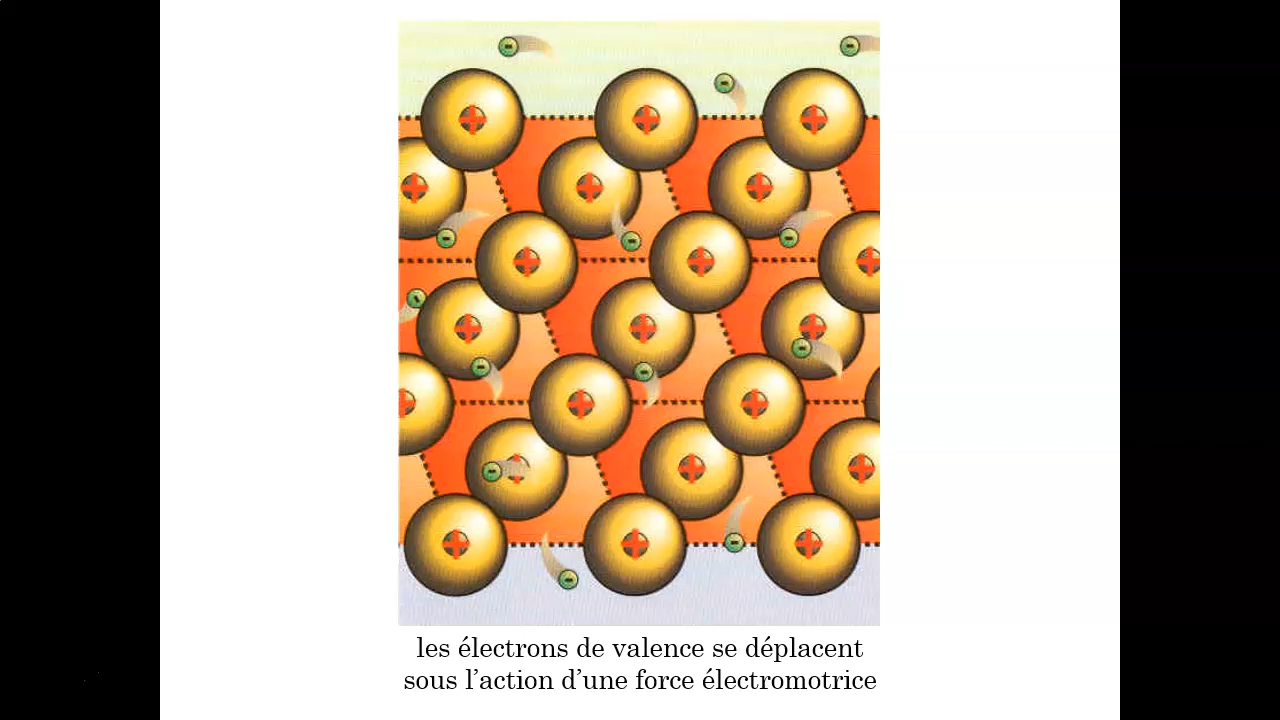 les électrons de valence se déplacent
sous l’action d’une force électromotrice